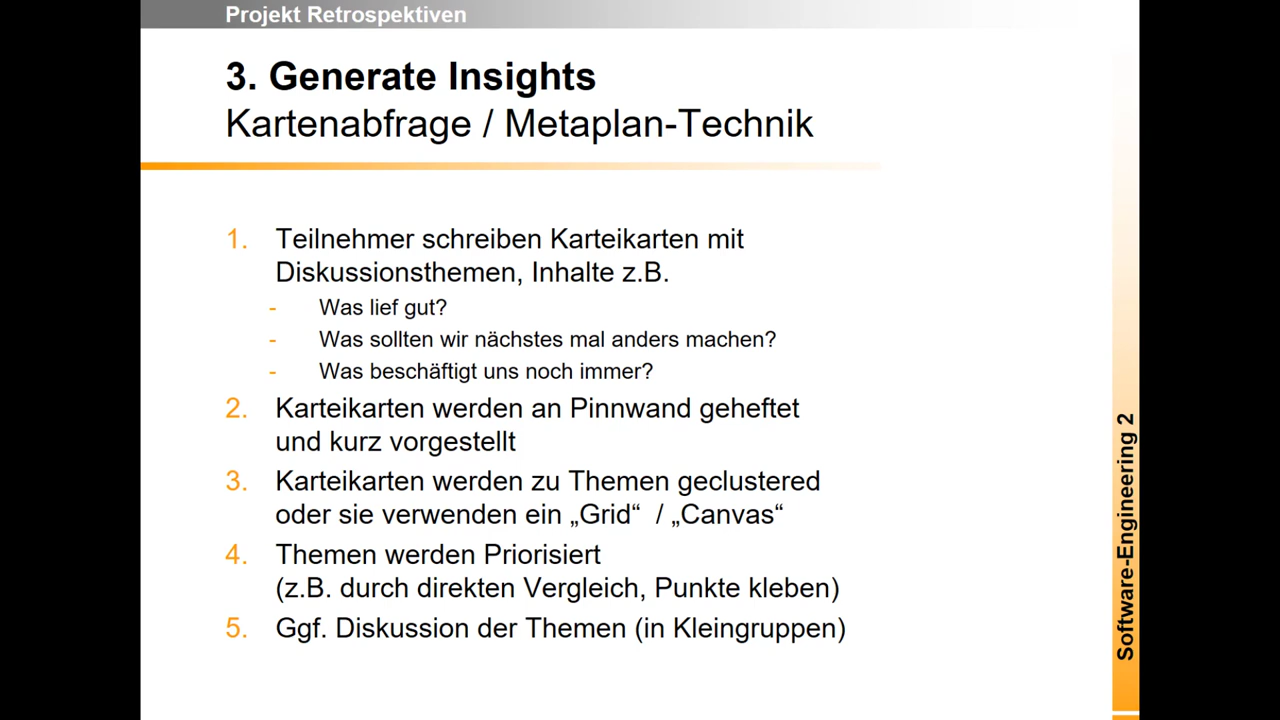 Projekt Retrospektiven
3. Generate Insights
Kartenabfrage / Metaplan-Technik
1. Teilnehmer schreiben Karteikarten mit
Diskussionsthemen, Inhalte z.B.
- Was lief gut?
- Was sollten wir nächstes mal anders machen?
- Was beschäftigt uns noch immer?
2. Karteikarten werden an Pinnwand geheftet
und kurz vorgestellt
3. Karteikarten werden zu Themen geclustered
oder sie verwenden ein „Grid“ / „Canvas“
4. Themen werden Priorisiert
(z.B. durch direkten Vergleich, Punkte kleben)
5. Ggf. Diskussion der Themen (in Kleingruppen)
Software-Engineering 2